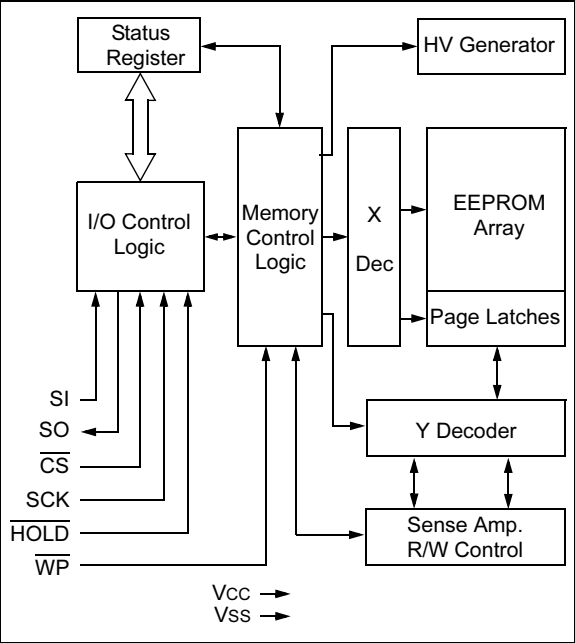 Status
Register
HV Generator
I/O Control
Logic
Memory
Control
Logic
X
Dec
EEPROM
Array
Page Latches
SI
SO
CS
SCK
HOLD
WP
Y Decoder
Sense Amp.
R/W Control
VCC
VSS